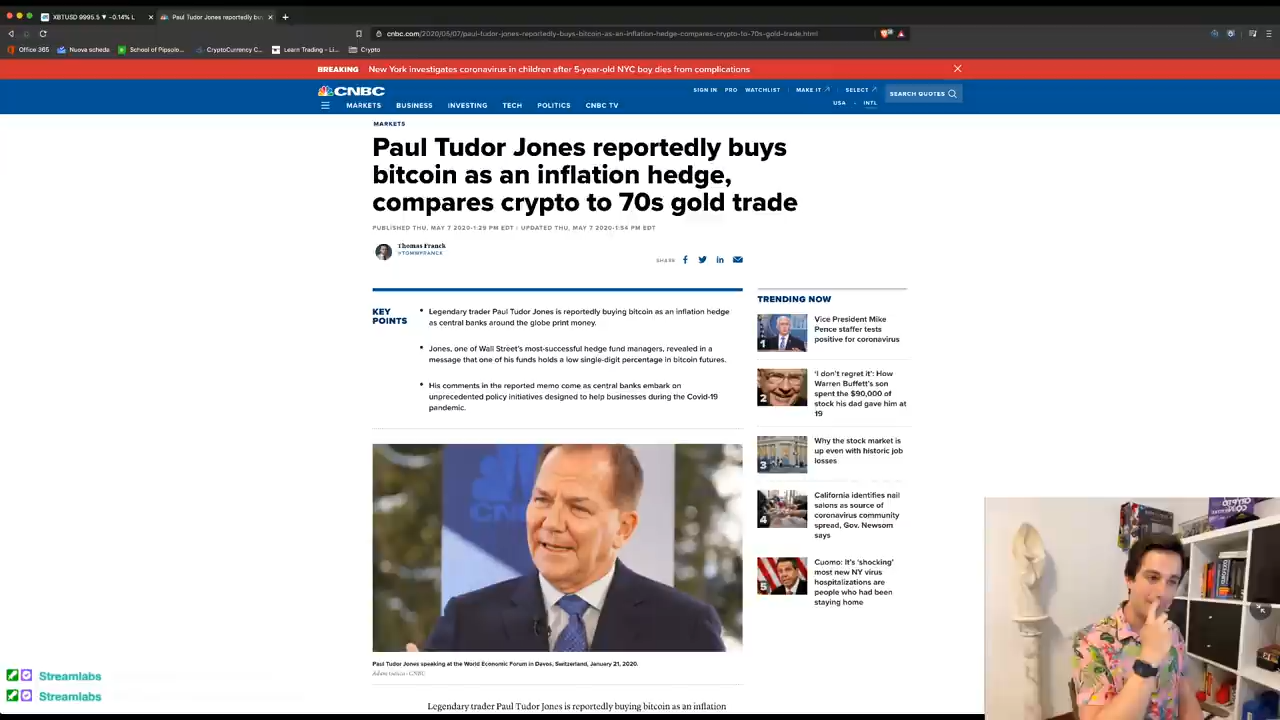 XBTUSD 9995.5 ▼ -0.14% L
Paul Tudor Jones reportedly buy
cnbc.com/2020/05/07/paul-tudor-jones-reportedly-buys-bitcoin-as-an-inflation-hedge-compares-crypto-to-70s-gold-trade.html
Office 365
Nuova scheda
School of Pipsolo...
CryptoCurrency C...
Learn Trading - Li...
Crypto
BREAKING New York investigates coronavirus in children after 5-year-old NYC boy dies from complications
CNBC
SIGN IN PRO WATCHLIST MAKE IT SELECT
SEARCH QUOTES
USA INTL
MARKETS BUSINESS INVESTING TECH POLITICS CNBC TV
MARKETS
Paul Tudor Jones reportedly buys
bitcoin as an inflation hedge,
compares crypto to 70s gold trade
PUBLISHED THU, MAY 7 2020-1:29 PM EDT UPDATED THU, MAY 7 2020-1:54 PM EDT
Thomas Franck
@TOMWFRANCK
SHARE
KEY
POINTS
Legendary trader Paul Tudor Jones is reportedly buying bitcoin as an inflation hedge
as central banks around the globe print money.
Jones, one of Wall Street's most-successful hedge fund managers, revealed in a
message that one of his funds holds a low single-digit percentage in bitcoin futures.
His comments in the reported memo come as central banks embark on
unprecedented policy initiatives designed to help businesses during the Covid-19
pandemic.
Paul Tudor Jones speaking at the World Economic Forum in Davos, Switzerland, January 21, 2020.
Legendary trader Paul Tudor Jones is reportedly buying bitcoin as an inflation
TRENDING NOW
1
Vice President Mike
Pence staffer tests
positive for coronavirus
2
'I don't regret it': How
Warren Buffett's son
spent the $90,000 of
stock his dad gave him at
19
3
Why the stock market is
up even with historic job
losses
4
California identifies nail
salons as source of
coronavirus community
spread, Gov. Newsom
says
5
Cuomo: It's 'shocking'
most new NY virus
hospitalizations are
people who had been
staying home
Streamlabs
Streamlabs